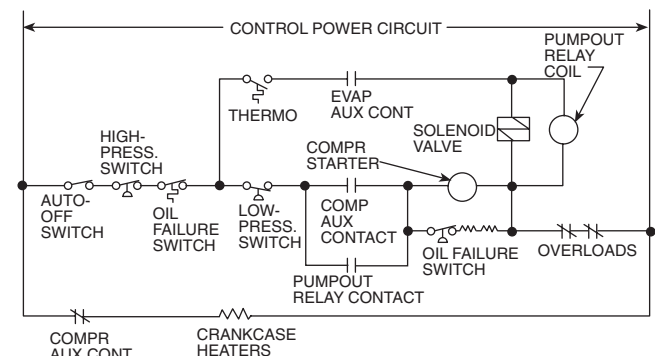 CONTROL POWER CIRCUIT
PUMPOUT
RELAY
COIL
THERMO
EVAP
AUX CONT
SOLENOID
VALVE
HIGH-
PRESS.
SWITCH
COMPR
STARTER
AUTO-
OFF
SWITCH
OIL
FAILURE
SWITCH
LOW-
PRESS.
SWITCH
COMP
AUX
CONTACT
OIL FAILURE
SWITCH
OVERLOADS
PUMPOUT
RELAY CONTACT
COMPR
AUX CONT
CRANKCASE
HEATERS